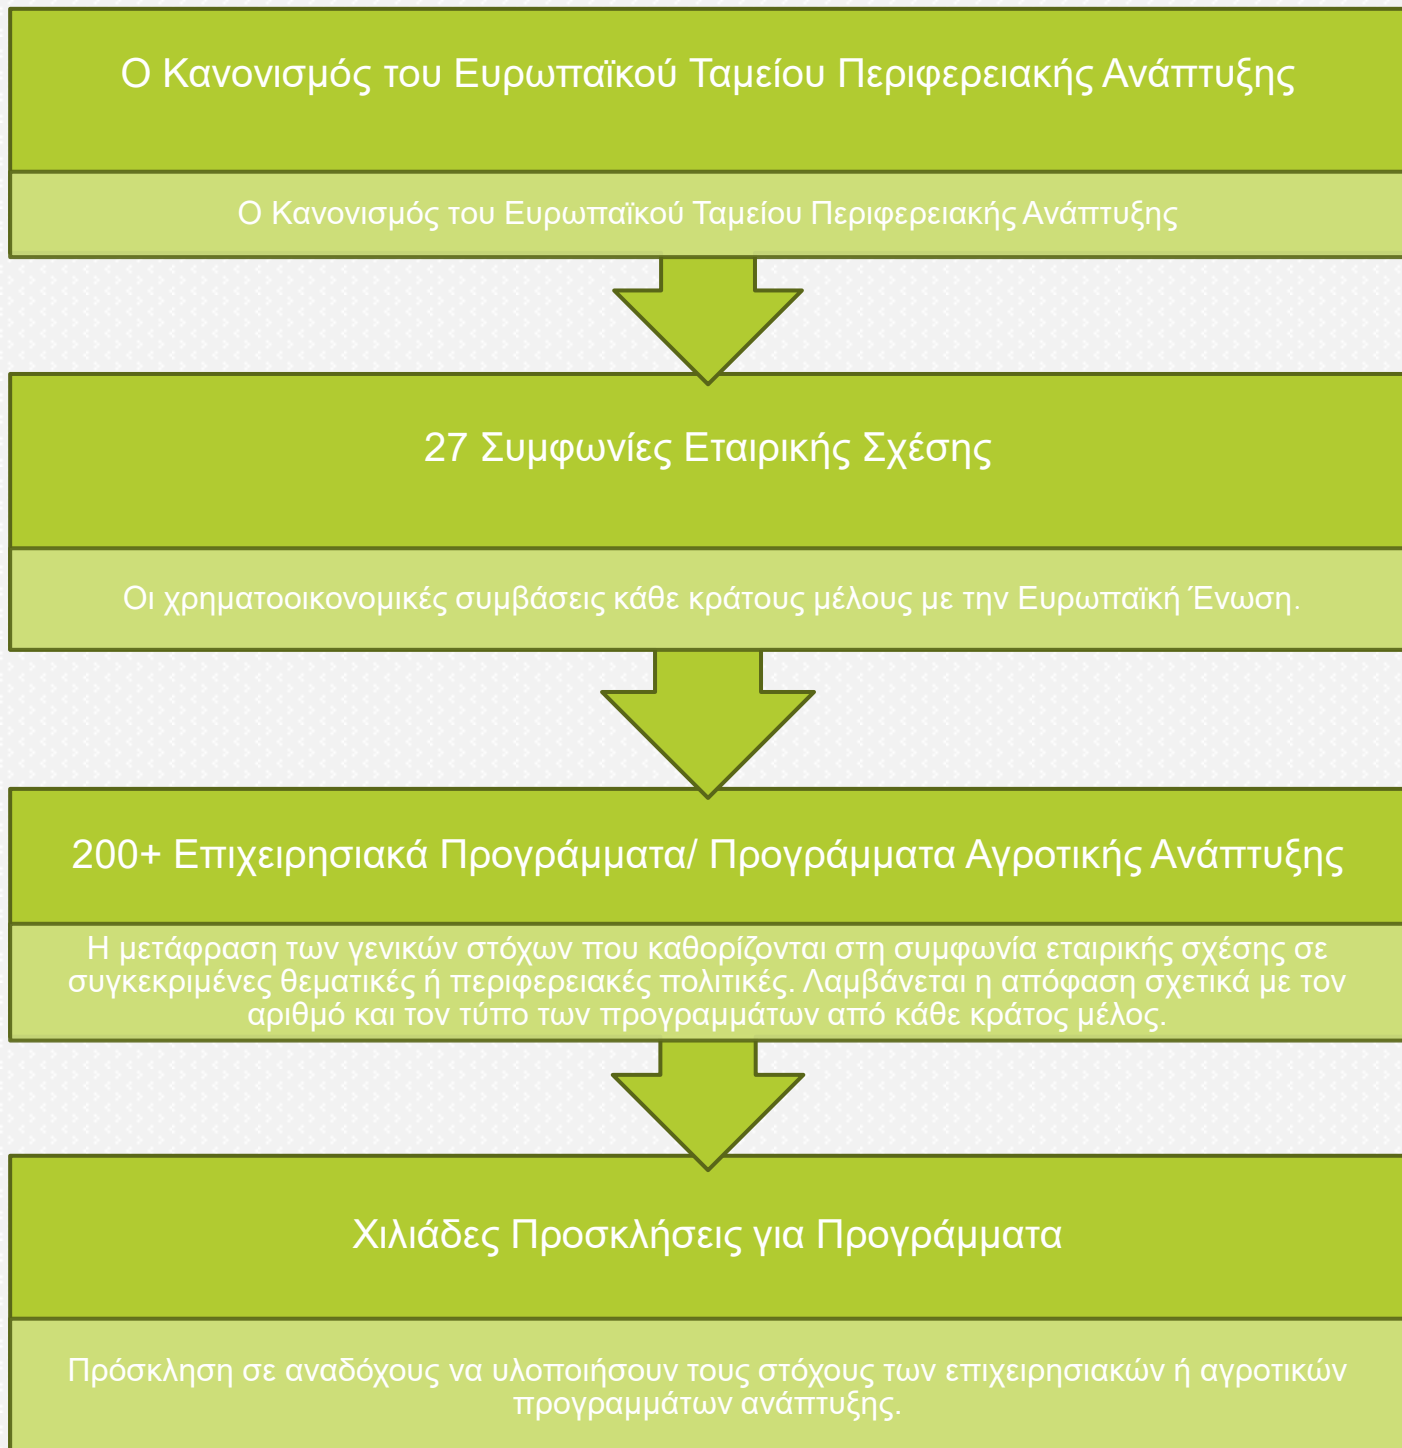 Ο Κανονισμός του Ευρωπαϊκού Ταμείου Περιφερειακής Ανάπτυξης
Ο Κανονισμός του Ευρωπαϊκού Ταμείου Περιφερειακής Ανάπτυξης
27 Συμφωνίες Εταιρικής Σχέσης
Οι χρηματοοικονομικές συμβάσεις κάθε κράτους μέλους με την Ευρωπαϊκή Ένωση.
200+ Επιχειρησιακά Προγράμματα/ Προγράμματα Αγροτικής Ανάπτυξης
Η μετάφραση των γενικών στόχων που καθορίζονται στη συμφωνία εταιρικής σχέσης σε
συγκεκριμένες θεματικές ή περιφερειακές πολιτικές. Λαμβάνεται η απόφαση σχετικά με τον
αριθμό και τον τύπο των προγραμμάτων από κάθε κράτος μέλος.
Χιλιάδες Προσκλήσεις για Προγράμματα
Πρόσκληση σε αναδόχους να υλοποιήσουν τους στόχους των επιχειρησιακών ή αγροτικών
προγραμμάτων ανάπτυξης.